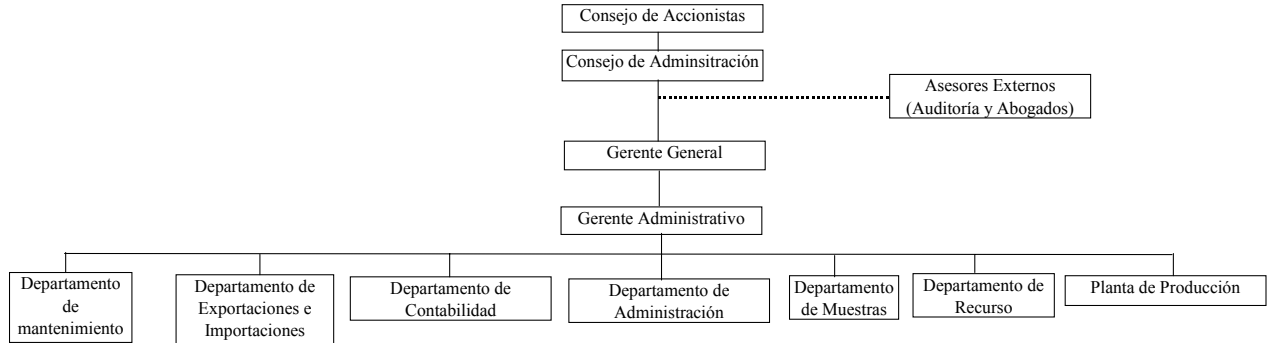 Consejo de Accionistas
Consejo de Adminsitración
Asesores Externos
(Auditoría y Abogados)
Gerente General
Gerente Administrativo
Departamento
de
mantenimiento
Departamento de
Exportaciones e
Importaciones
Departamento de
Contabilidad
Departamento de
Administración
Departamento
de Muestras
Departamento de
Recurso
Planta de Producción